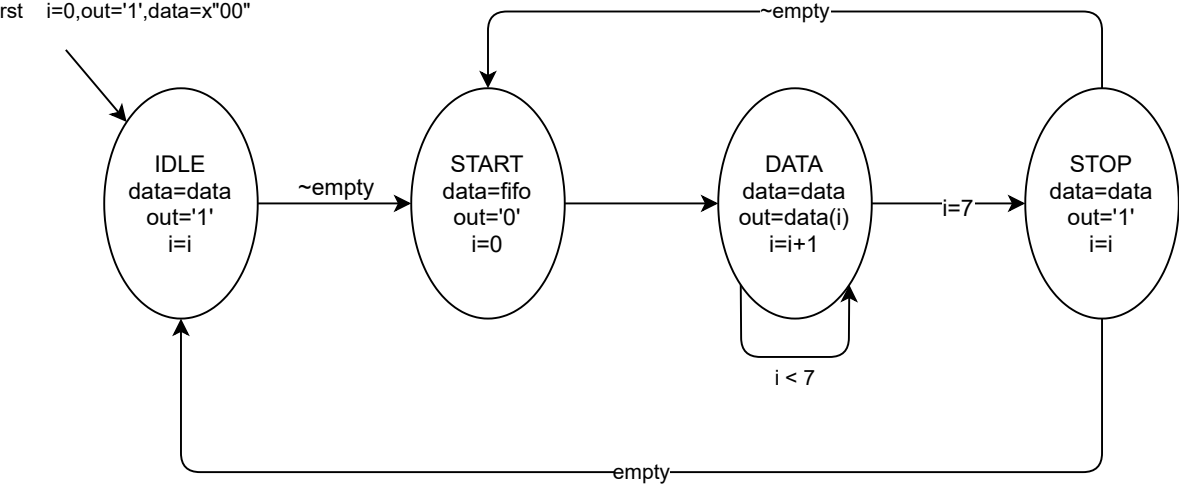 rst i=0,out='1',data=x"00"
~empty
IDLE
data=data
out='1'
i=i
~empty
START
data=fifo
out='0'
i=0
DATA
data=data
out=data(i)
i=i+1
i=7
STOP
data=data
out='1'
i=i
i < 7
empty